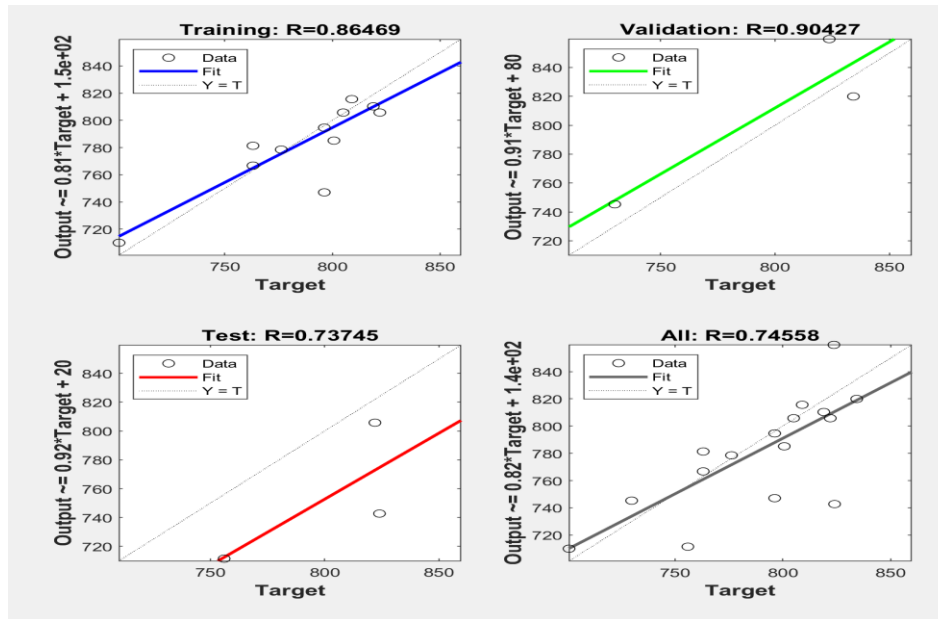 Training: R=0.86469
Output ~= 0.81*Target + 1.5e+02
840
820
800
780
760
740
720
Data
Fit
Y = T
750
800
850
Target
Validation: R=0.90427
Output ~= 0.91*Target + 80
840
820
800
780
760
740
720
Data
Fit
Y = T
750
800
850
Target
Test: R=0.73745
Output ~= 0.92*Target + 20
840
820
800
780
760
740
720
Data
Fit
Y = T
750
800
850
Target
All: R=0.74558
Output ~= 0.82*Target + 1.4e+02
840
820
800
780
760
740
720
Data
Fit
Y = T
750
800
850
Target